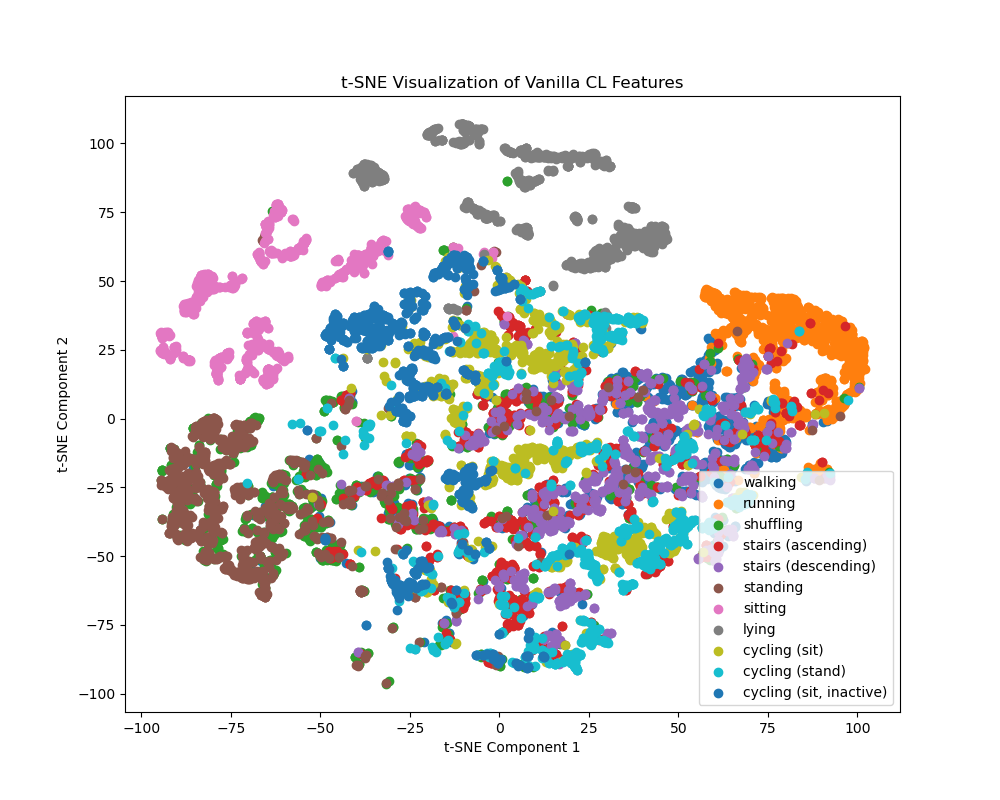 t-SNE Visualization of Vanilla CL Features
t-SNE Component 2
100
75
50
25
0
−25
−50
−75
−100
walking
running
shuffling
stairs (ascending)
stairs (descending)
standing
sitting
lying
cycling (sit)
cycling (stand)
cycling (sit, inactive)
−100
−75
−50
−25
0
25
50
75
100
t-SNE Component 1